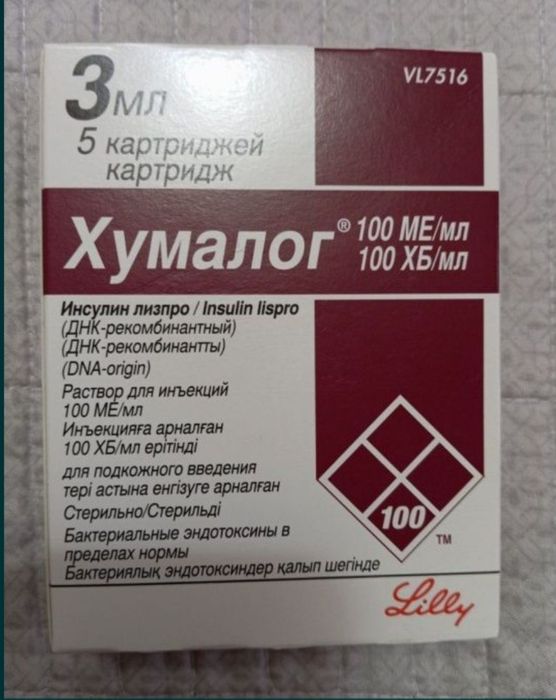 3 мл
VL7516
5 картриджей
картридж
Хумалог® 100 МЕ/мл
100 ХБ/мл
Инсулин лизпро / Insulin lispro
(ДНК-рекомбинантный)
(ДНК-рекомбинантты)
(DNA-origin)
Раствор для инъекций
100 МЕ/мл
Инъекцияға арналған
100 ХБ/мл ерітінді
для подкожного введения
тері астына енгізуге арналған
Стерильно/Стерильді
Бактериальные эндотоксины в
пределах нормы
Бактериялық эндотоксиндер қалып шегінде
100
TM
Lilly